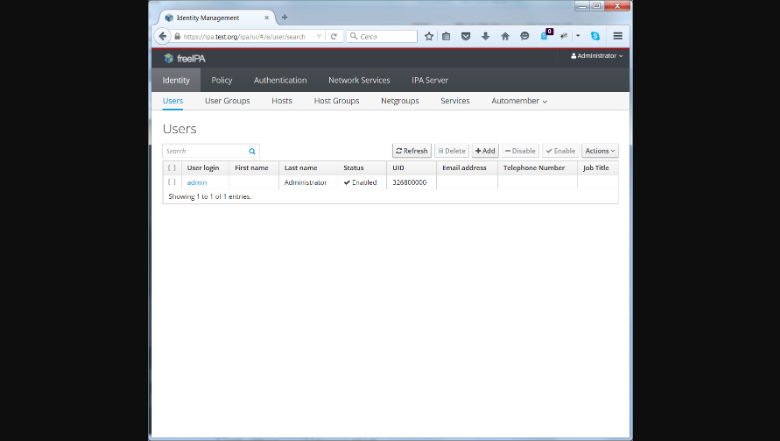 Identity Management
https://ipa.test.org/ipa/ui/#/e/user/search
Cerca
freeIPA
Administrator
Identity Policy Authentication Network Services IPA Server
Users User Groups Hosts Host Groups Netgroups Services Automember
Users
Search
Refresh Delete Add Disable Enable Actions
User login First name Last name Status UID Email address Telephone Number Job Title
admin Administrator Enabled 326800000
Showing 1 to 1 of 1 entries.